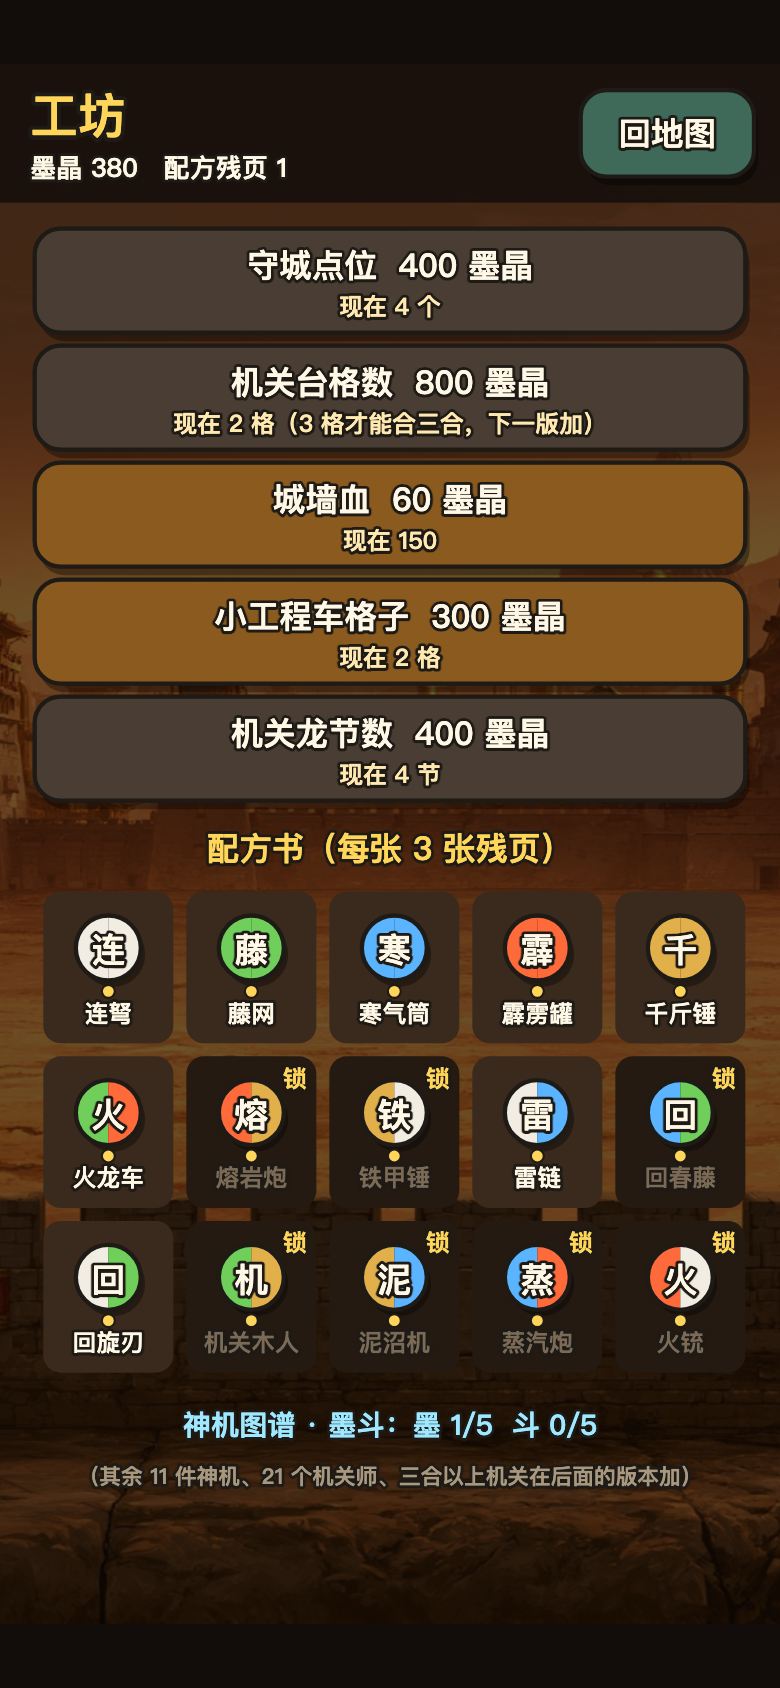 工坊
回地图
墨晶 380 配方残页 1
守城点位 400 墨晶
现在 4 个
机关台格数 800 墨晶
现在 2 格（3 格才能合三合，下一版加）
城墙血 60 墨晶
现在 150
小工程车格子 300 墨晶
现在 2 格
机关龙节数 400 墨晶
现在 4 节
配方书（每张 3 张残页）
连 藤 寒 霹 千
连弩 藤网 寒气筒 霹雳罐 千斤锤
锁 锁 锁
火 熔 铁 雷 回
火龙车 熔岩炮 铁甲锤 雷链 回春藤
锁 锁 锁 锁
回 机 泥 蒸 火
回旋刃 机关木人 泥沼机 蒸汽炮 火铳
神机图谱 · 墨斗：墨 1/5 斗 0/5
（其余 11 件神机、21 个机关师、三合以上机关在后面的版本加）